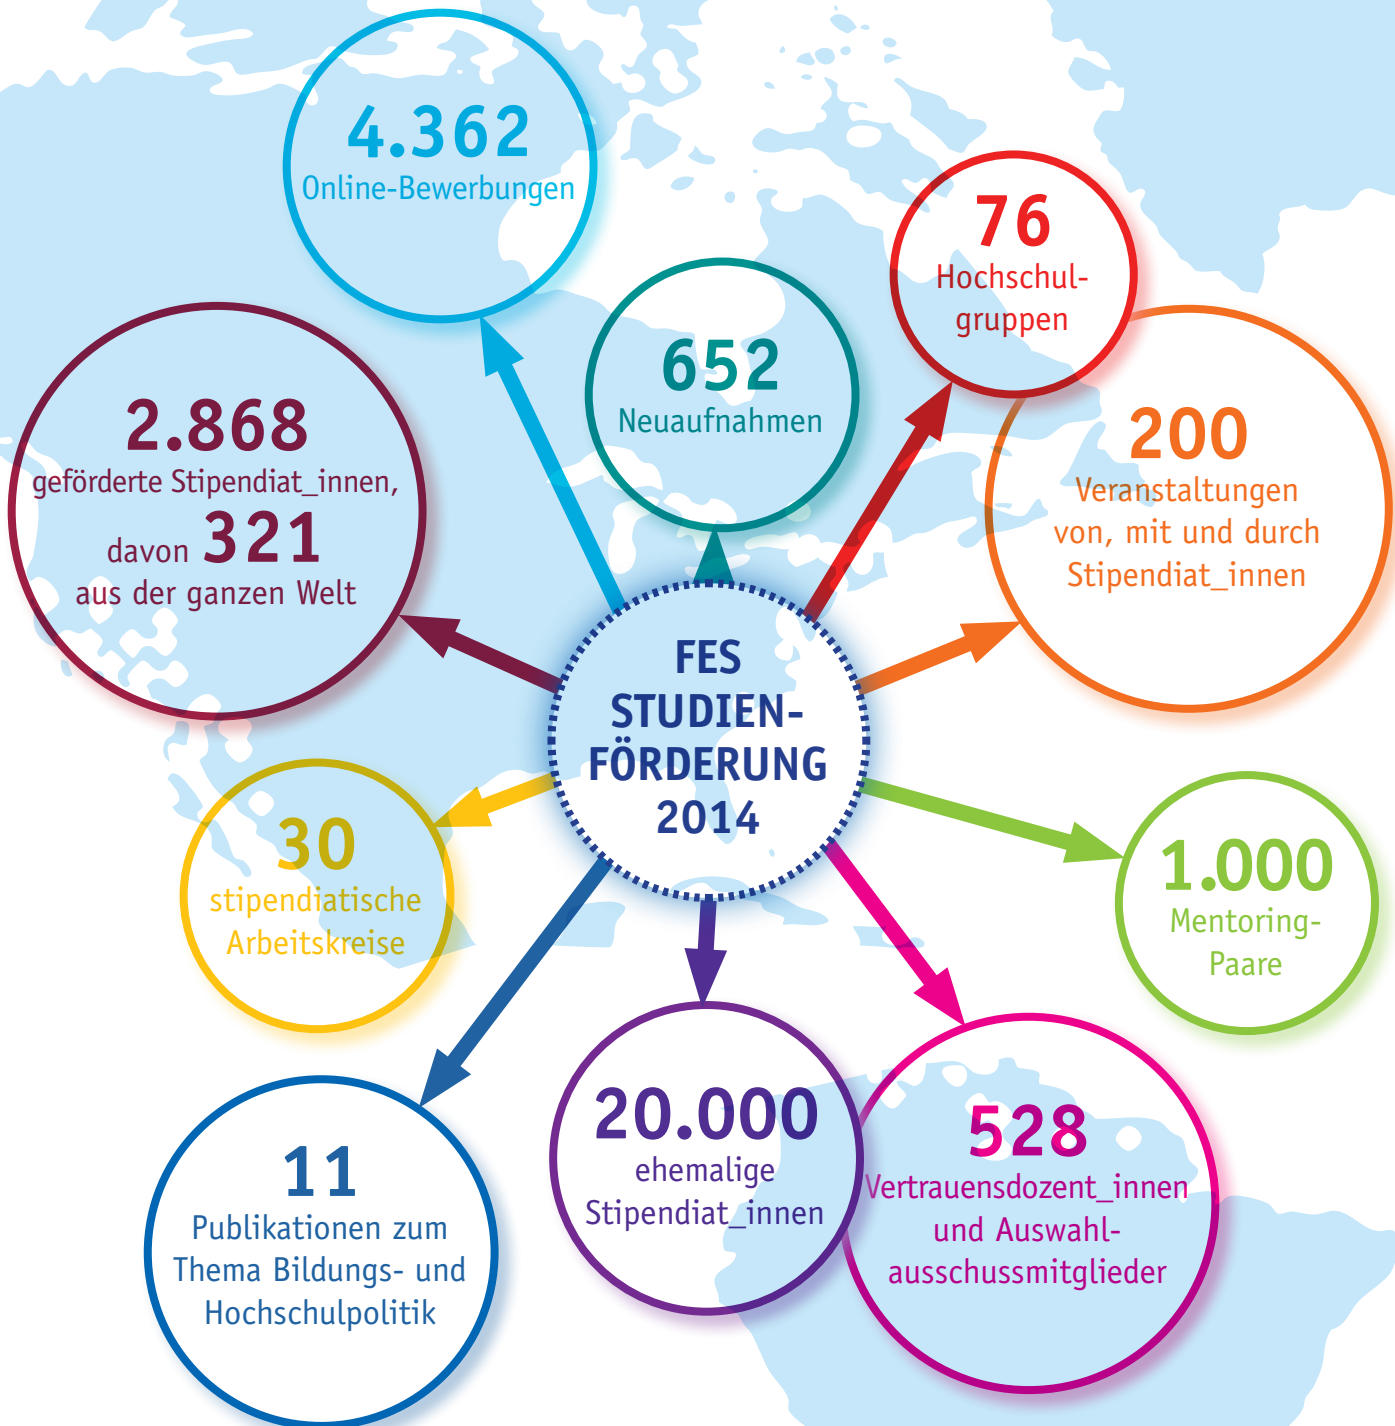 4.362
Online-Bewerbungen
76
Hochschul-
gruppen
652
Neuaufnahmen
2.868
geförderte Stipendiat_innen,
davon 321
aus der ganzen Welt
200
Veranstaltungen
von, mit und durch
Stipendiat_innen
FES
STUDIEN-
FÖRDERUNG
2014
30
stipendiatische
Arbeitskreise
1.000
Mentoring-
Paare
20.000
ehemalige
Stipendiat_innen
528
Vertrauensdozent_innen
und Auswahl-
ausschussmitglieder
11
Publikationen zum
Thema Bildungs- und
Hochschulpolitik